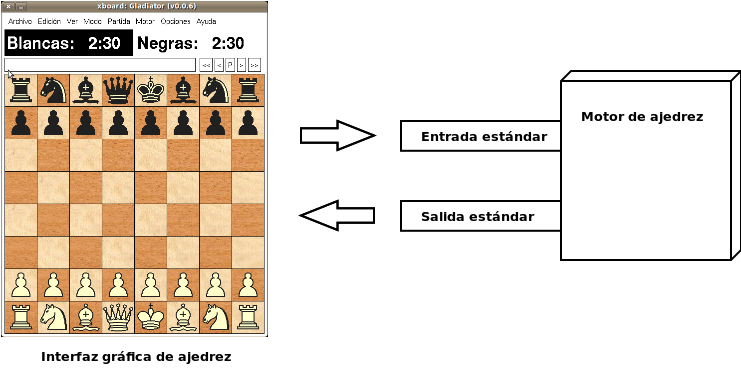 xboard: Gladiator (v0.0.6)
Archivo Edición Ver Modo Partida Motor Opciones Ayuda
Blancas: 2:30 Negras: 2:30
<< < P > >>
Entrada estándar
Motor de ajedrez
Salida estándar
Interfaz gráfica de ajedrez